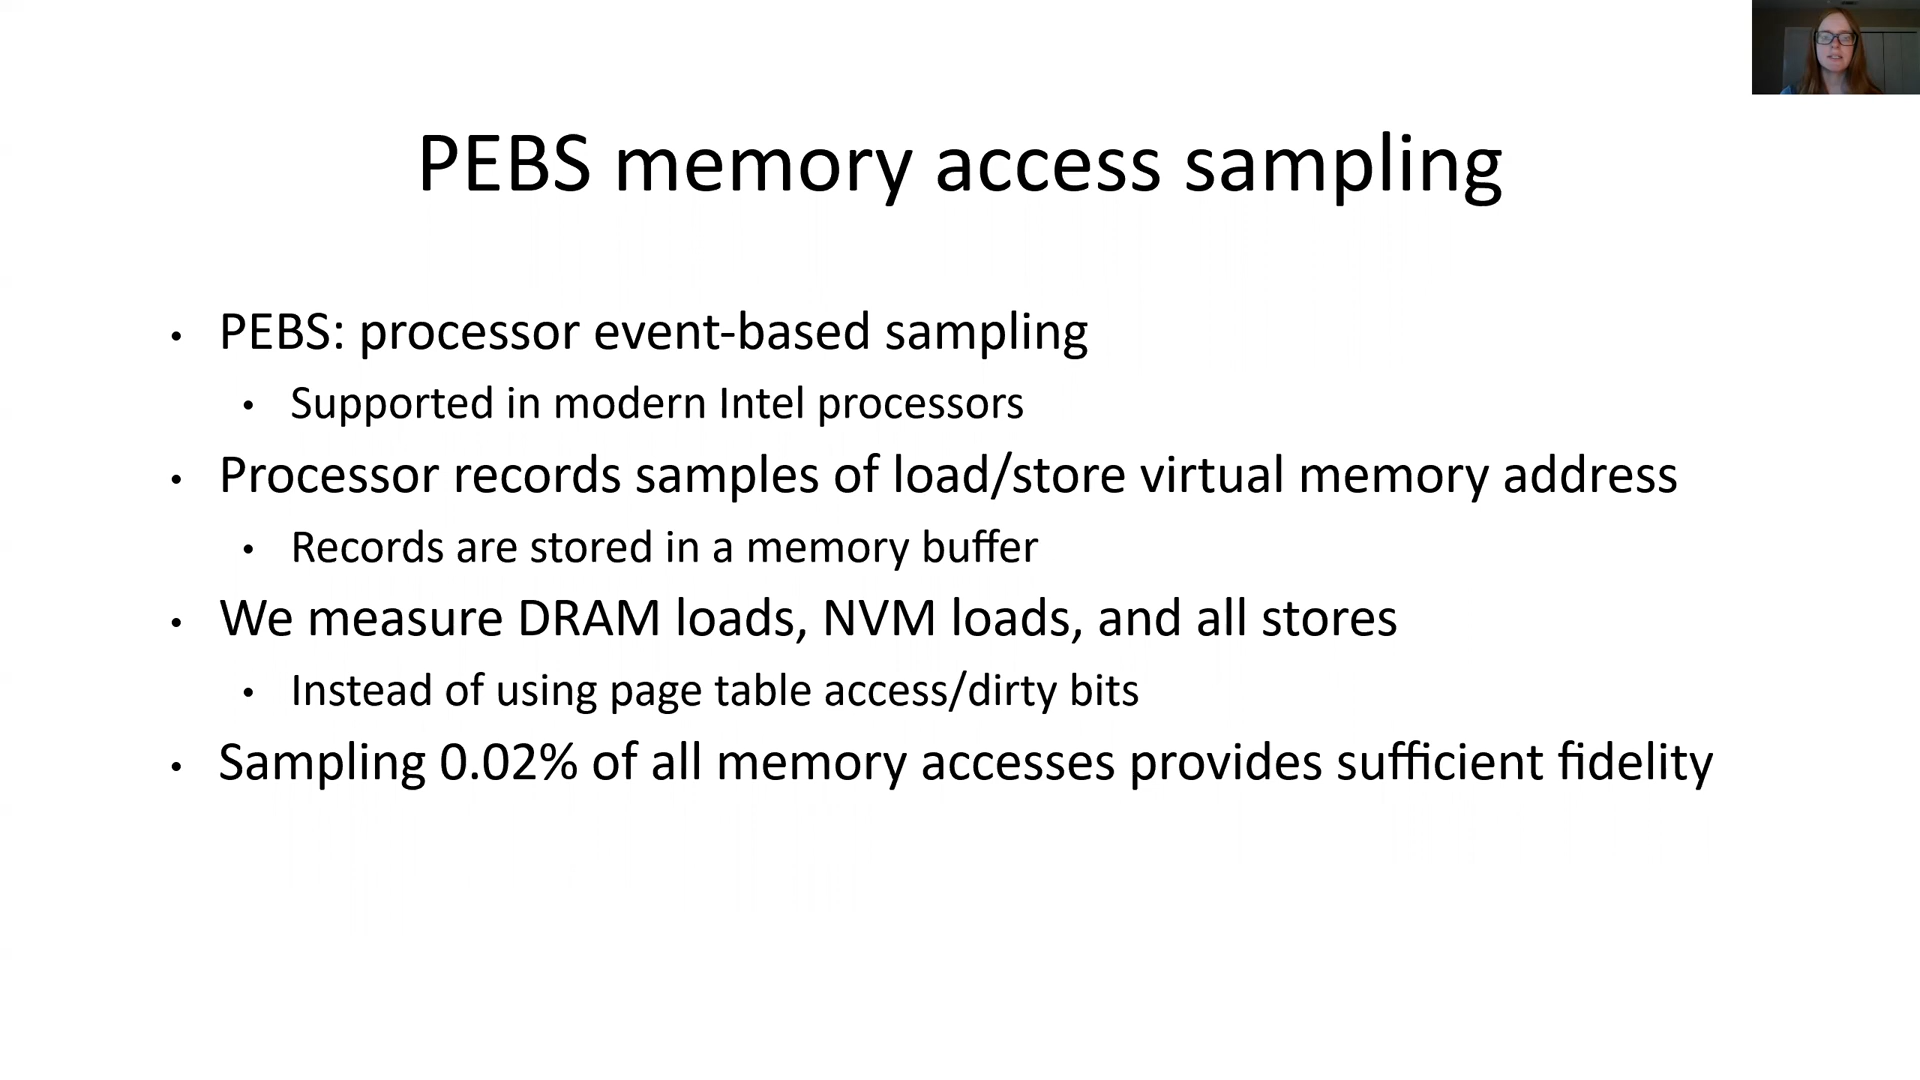 PEBS memory access sampling
• PEBS: processor event-based sampling
• Supported in modern Intel processors
• Processor records samples of load/store virtual memory address
• Records are stored in a memory buffer
• We measure DRAM loads, NVM loads, and all stores
• Instead of using page table access/dirty bits
• Sampling 0.02% of all memory accesses provides sufficient fidelity